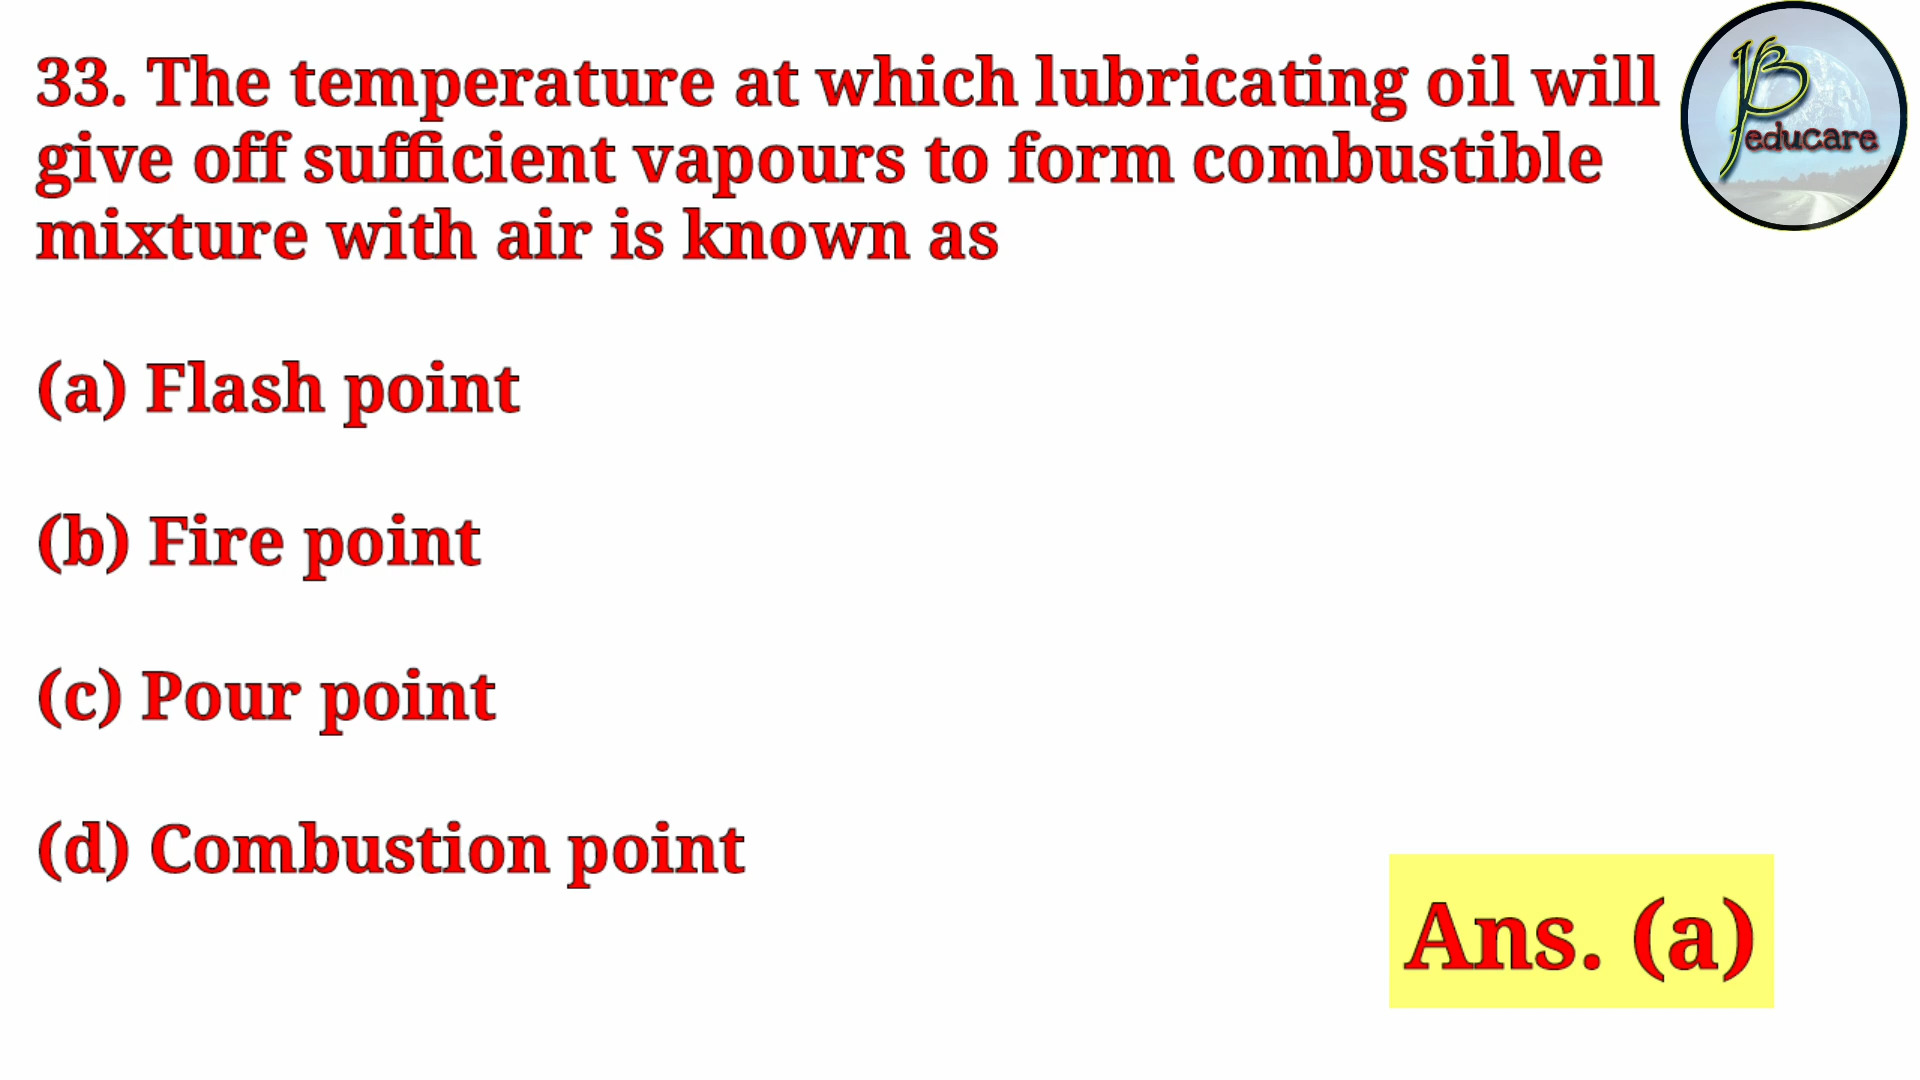 33. The temperature at which lubricating oil will
give off sufficient vapours to form combustible
mixture with air is known as
(a) Flash point
(b) Fire point
(c) Pour point
(d) Combustion point
Ans. (a)
educare